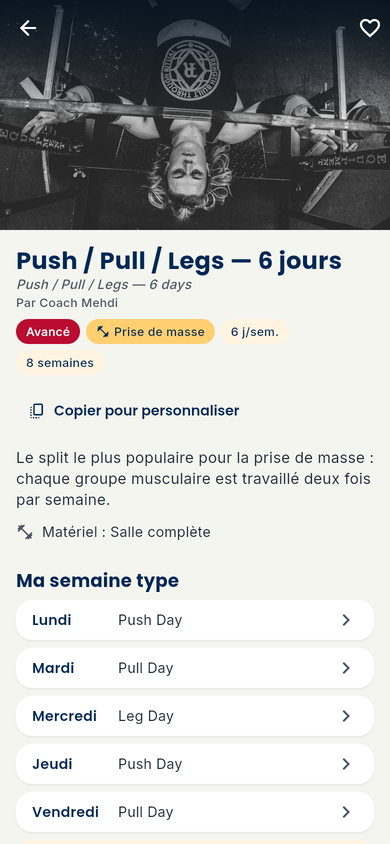 Push / Pull / Legs — 6 jours
Push / Pull / Legs — 6 days
Par Coach Mehdi
Avancé
Prise de masse
6 j/sem.
8 semaines
Copier pour personnaliser
Le split le plus populaire pour la prise de masse :
chaque groupe musculaire est travaillé deux fois
par semaine.
Matériel : Salle complète
Ma semaine type
Lundi Push Day
Mardi Pull Day
Mercredi Leg Day
Jeudi Push Day
Vendredi Pull Day